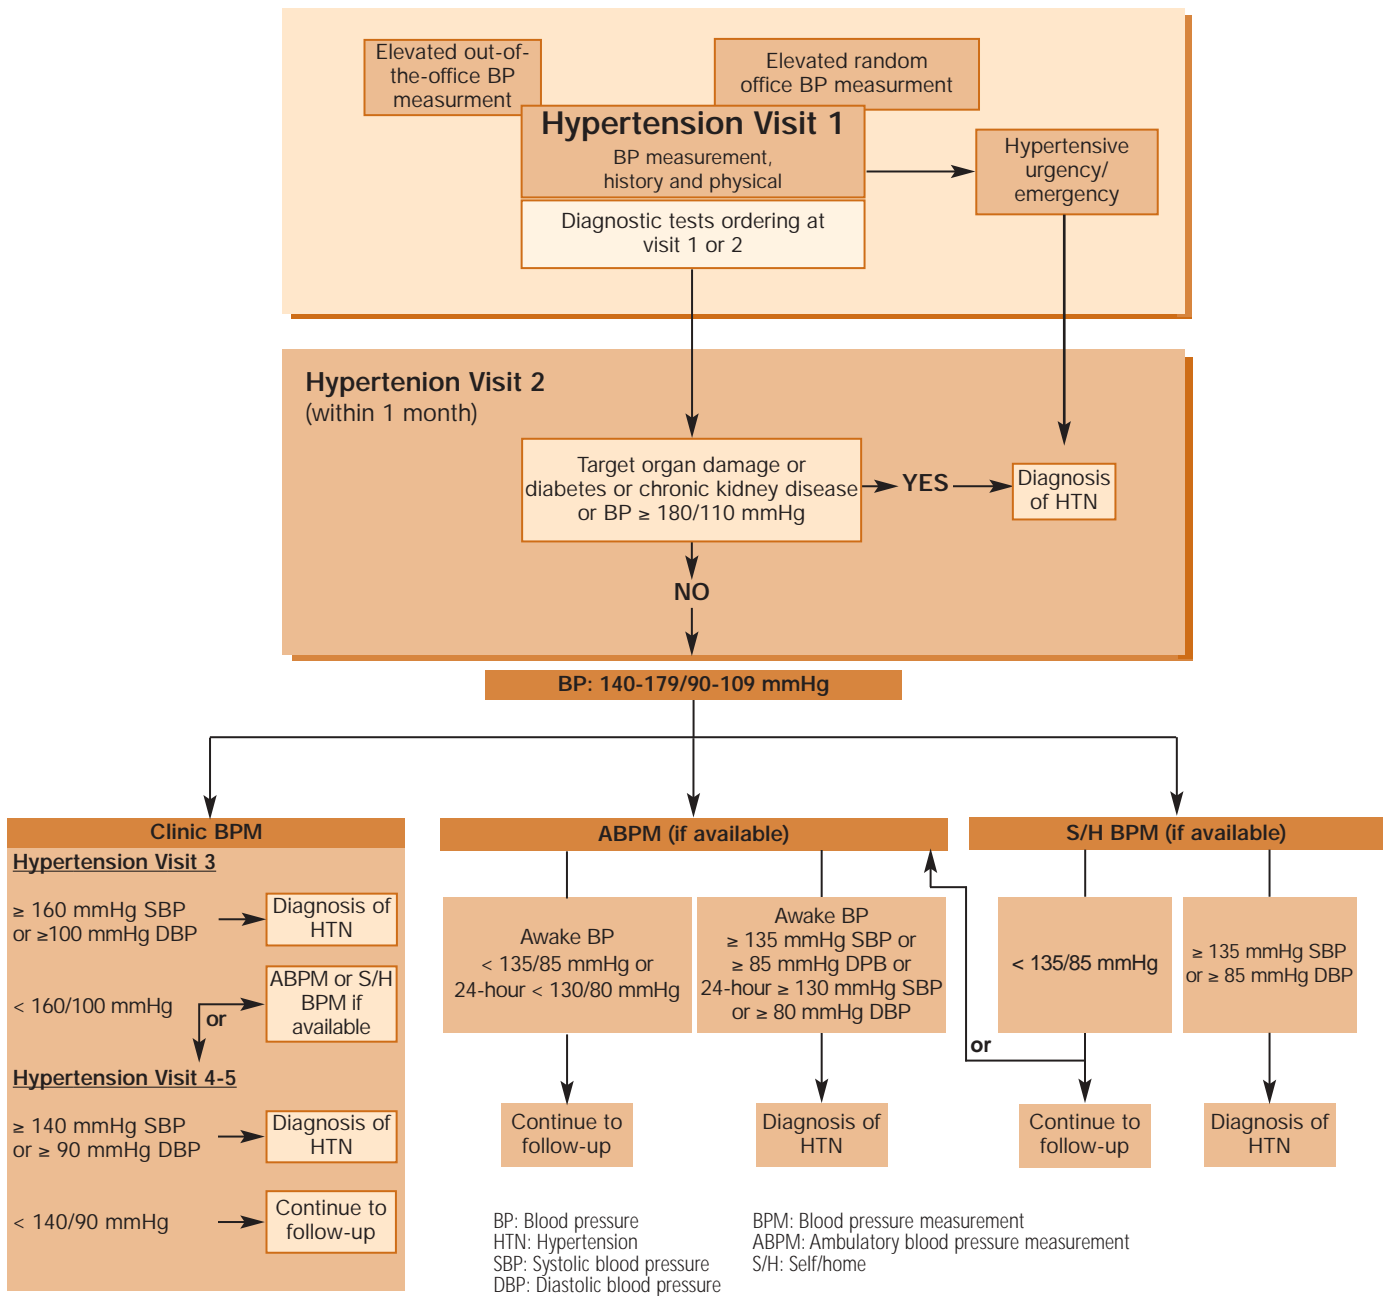 Elevated out-of-
the-office BP
measurment
Elevated random
office BP measurment
Hypertension Visit 1
BP measurement,
history and physical
Diagnostic tests ordering at
visit 1 or 2
Hypertensive
urgency/
emergency
Hypertenion Visit 2
(within 1 month)
Target organ damage or
diabetes or chronic kidney disease
or BP ≥ 180/110 mmHg
YES
Diagnosis
of HTN
NO
BP: 140-179/90-109 mmHg
Clinic BPM
Hypertension Visit 3
≥ 160 mmHg SBP
or ≥100 mmHg DBP
Diagnosis of
HTN
< 160/100 mmHg
or
ABPM or S/H
BPM if
available
Hypertension Visit 4-5
≥ 140 mmHg SBP
or ≥ 90 mmHg DBP
Diagnosis of
HTN
< 140/90 mmHg
Continue to
follow-up
ABPM (if available)
Awake BP
< 135/85 mmHg or
24-hour < 130/80 mmHg
Continue to
follow-up
Awake BP
≥ 135 mmHg SBP or
≥ 85 mmHg DPB or
24-hour ≥ 130 mmHg SBP
or ≥ 80 mmHg DBP
Diagnosis of
HTN
S/H BPM (if available)
< 135/85 mmHg
or
Continue to
follow-up
≥ 135 mmHg SBP
or ≥ 85 mmHg DBP
Diagnosis of
HTN
BP: Blood pressure
HTN: Hypertension
SBP: Systolic blood pressure
DBP: Diastolic blood pressure
BPM: Blood pressure measurement
ABPM: Ambulatory blood pressure measurement
S/H: Self/home